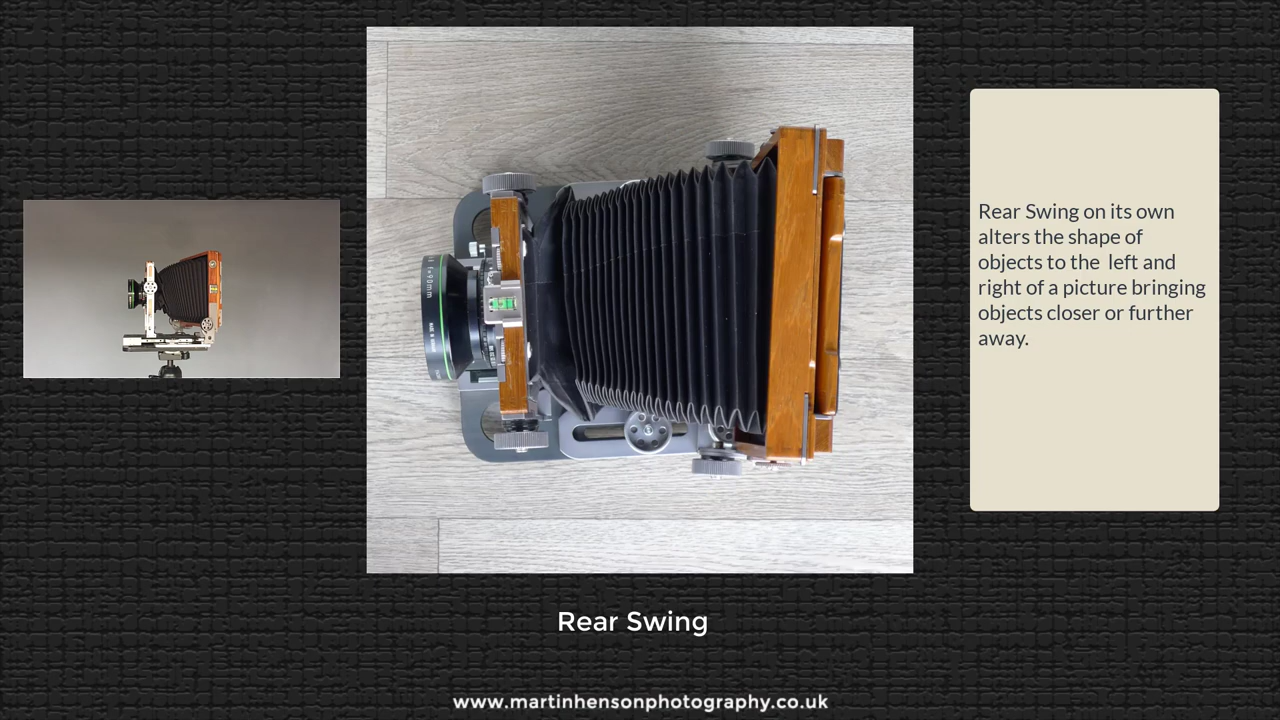 Rear Swing on its own
alters the shape of
objects to the  left and
right of a picture bringing
objects closer or further
away.
Rear Swing
www.martinhensonphotography.co.uk